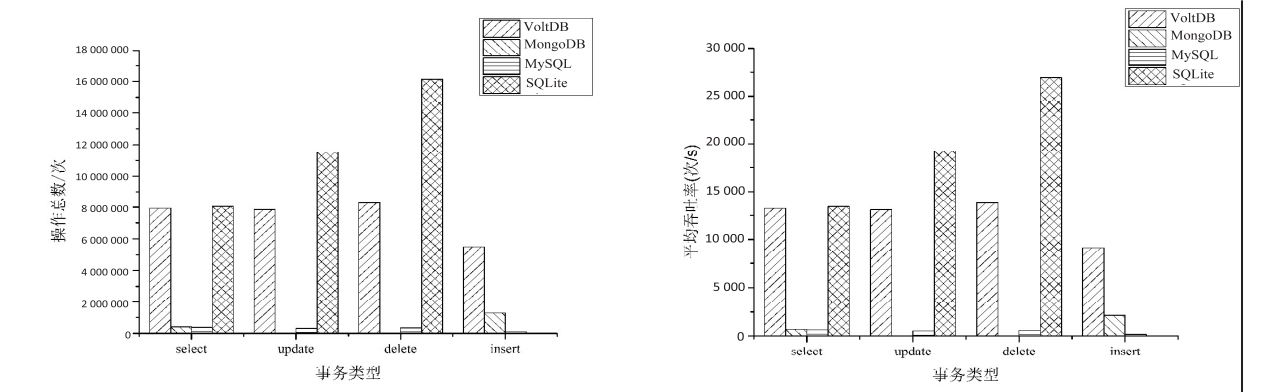 VoltDB
MongoDB
MySQL
SQLite
18 000 000
16 000 000
14 000 000
12 000 000
10 000 000
8 000 000
6 000 000
4 000 000
2 000 000
0
操作总数/次
select update delete insert
事务类型
VoltDB
MongoDB
MySQL
SQLite
30 000
25 000
20 000
15 000
10 000
5 000
0
平均吞吐率(次/s)
select update delete insert
事务类型